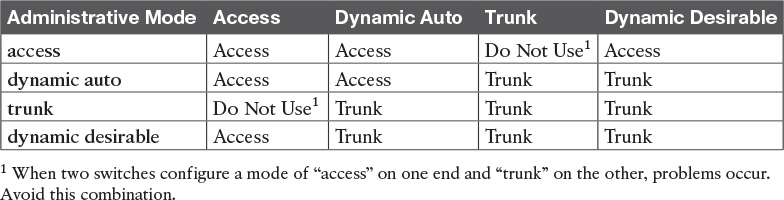 Administrative Mode Access Dynamic Auto Trunk Dynamic Desirable
access Access Access Do Not Use1 Access
dynamic auto Access Access Trunk Trunk
trunk Do Not Use1 Trunk Trunk Trunk
dynamic desirable Access Trunk Trunk Trunk
1 When two switches configure a mode of “access” on one end and “trunk” on the other, problems occur.
Avoid this combination.